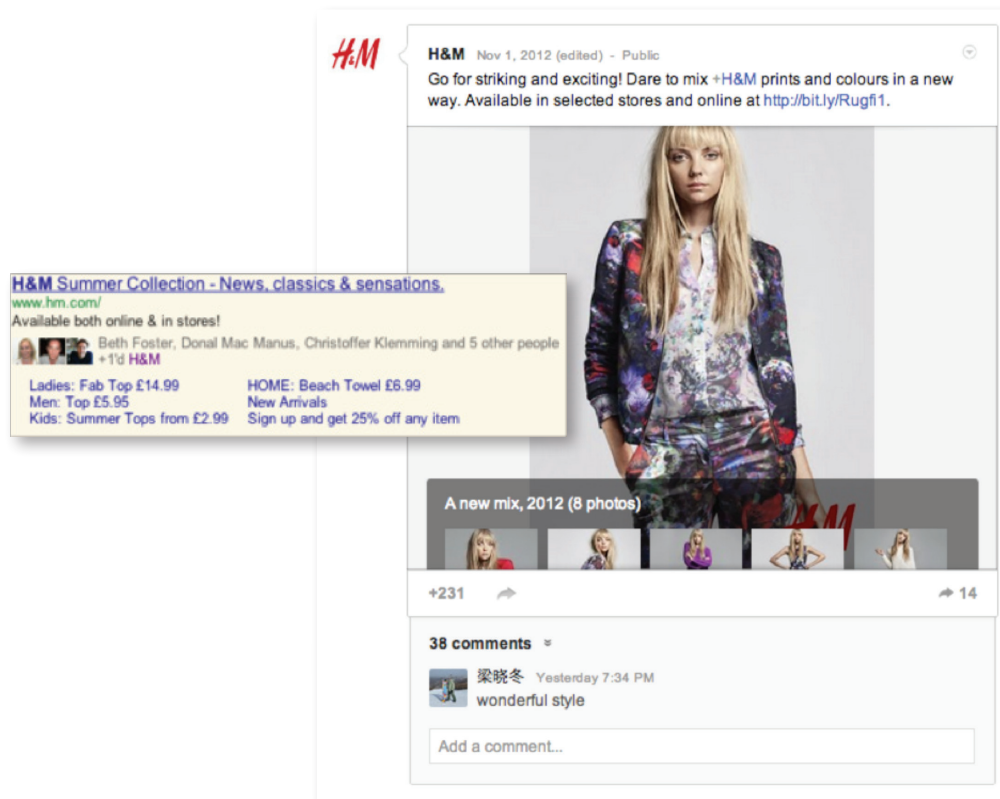 H&M
H&M Nov 1, 2012 (edited) - Public
Go for striking and exciting! Dare to mix +H&M prints and colours in a new
way. Available in selected stores and online at http://bit.ly/Rugfi1.
H&M Summer Collection - News, classics & sensations.
www.hm.com/
Available both online & in stores!
Beth Foster, Donal Mac Manus, Christoffer Klemming and 5 other people
+1'd H&M
Ladies: Fab Top £14.99 HOME: Beach Towel £6.99
Men: Top £5.95 New Arrivals
Kids: Summer Tops from £2.99 Sign up and get 25% off any item
A new mix, 2012 (8 photos)
H&M
+231 14
38 comments
梁晓冬 Yesterday 7:34 PM
wonderful style
Add a comment...